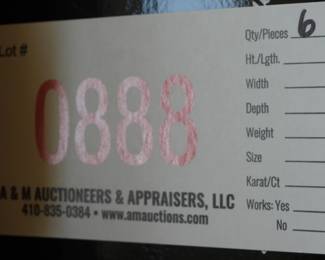 Lot #
0888
A & M AUCTIONEERS & APPRAISERS, LLC
410-835-0384 • www.amauctions.com
Qty/Pieces 6
Ht./Lgth.
Width
Depth
Weight
Size
Karat/Ct
Works: Yes
No